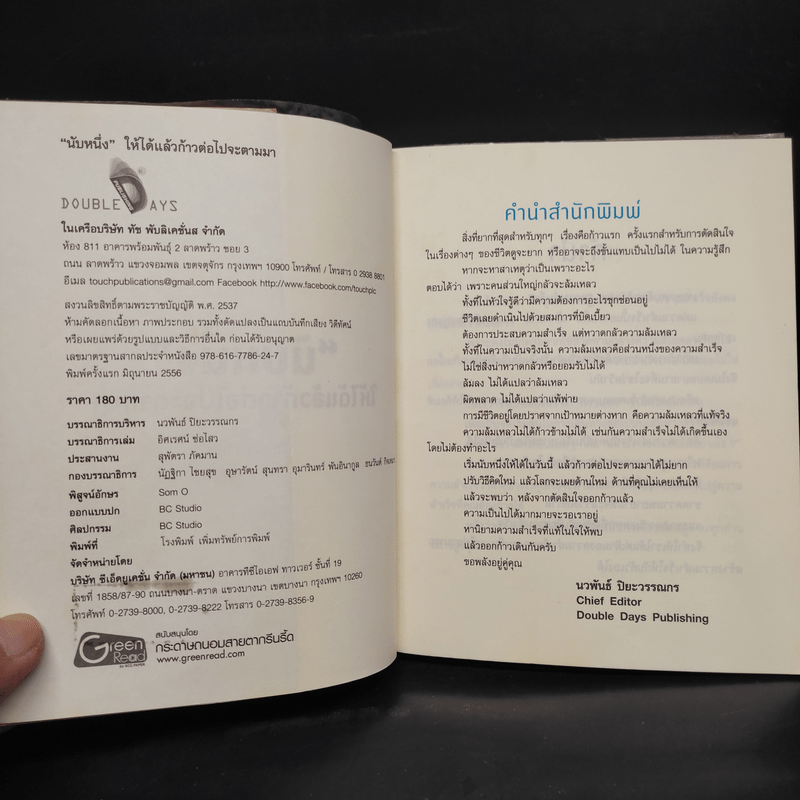 "นับหนึ่ง" ให้ได้แล้วก้าวต่อไปจะตามมา
DOUBLE DAYS
ในเครือบริษัท ทัช พับลิเคชั่นส จำกัด
ห้อง 811 อาคารพร้อมพันธุ์ 2 ลาดพร้าว ซอย 3
ถนน ลาดพร้าว แขวงจอมพล เขตจตุจักร กรุงเทพฯ 10900 โทรศัพท์ / โทรสาร 0 2938 8801
อีเมล touchpublications@gmail.com Facebook http://www.facebook.com/touchplc
สงวนลิขสิทธิ์ตามพระราชบัญญัติ พ.ศ. 2537
ห้ามคัดลอกเนื้อหา ภาพประกอบ รวมทั้งดัดแปลงเป็นแถบบันทึกเสียง วิดีทัศน์
หรือเผยแพร่ด้วยรูปแบบและวิธีการอื่นใด ก่อนได้รับอนุญาต
เลขมาตรฐานสากลประจำหนังสือ 978-616-7786-24-7
พิมพ์ครั้งแรก มิถุนายน 2556
ราคา 180 บาท
บรรณาธิการบริหาร นวพันธ์ ปิยะวรรณกร
บรรณาธิการเล่ม อิศเรศน์ ช่อไสว
ประสานงาน สุพัตรา ภัคมาน
กองบรรณาธิการ นัฏฐิกา ไชยสุข อุษารัตน์ สุนทรา อุมารินทร์ พันอินากูล ธนวันต์
พิสูจน์อักษร Som O
ออกแบบปก BC Studio
ศิลปกรรม BC Studio
พิมพ์ที่ โรงพิมพ์ เพิ่มทรัพย์การพิมพ์
จัดจำหน่ายโดย
บริษัท ซีเอ็ดยูเคชั่น จำกัด (มหาชน) อาคารทีซีไอเอฟ ทาวเวอร์ ชั้นที่ 19
เลขที่ 1858/87-90 ถนนบางนา-ตราด แขวงบางนา เขตบางนา กรุงเทพฯ 10260
โทรศัพท์ 0-2739-8000, 0-2739-8222 โทรสาร 0-2739-8356-9
Green Read
สนับสนุนโดย
กระดาษถนอมสายตากรีนรี้ด
www.greenread.com
คำนำสำนักพิมพ์
สิ่งที่ยากที่สุดสำหรับทุกๆ เรื่องคือก้าวแรก ครั้งแรกสำหรับการตัดสินใจ
ในเรื่องต่างๆ ของชีวิตดูจะยาก หรืออาจจะถึงขั้นแทบเป็นไปไม่ได้ ในความรู้สึก
หากจะหาสาเหตุว่าเป็นเพราะอะไร
ตอบได้ว่า เพราะคนส่วนใหญ่กลัวจะล้มเหลว
ทั้งที่ในหัวใจรู้ดีว่ามีความต้องการอะไรซุกซ่อนอยู่
ชีวิตเลยดำเนินไปด้วยสมการที่บิดเบี้ยว
ต้องการประสบความสำเร็จ แต่หวาดกลัวความล้มเหลว
ทั้งที่ในความเป็นจริงนั้น ความล้มเหลวคือส่วนหนึ่งของความสำเร็จ
ไม่ใช่สิ่งน่าหวาดกลัวหรือยอมรับไม่ได้
ล้มลง ไม่ได้แปลว่าล้มเหลว
ผิดพลาด ไม่ได้แปลว่าแพ้พ่าย
การมีชีวิตอยู่โดยปราศจากเป้าหมายต่างหาก คือความล้มเหลวที่แท้จริง
ความล้มเหลวไม่ได้ก้าวข้ามไม่ได้ เช่นกันความสำเร็จไม่ได้เกิดขึ้นเอง
โดยไม่ต้องทำอะไร
เริ่มนับหนึ่งให้ได้ในวันนี้ แล้วก้าวต่อไปจะตามมาได้ไม่ยาก
ปรับวิธีคิดใหม่ แล้วโลกจะเผยด้านใหม่ ด้านที่คุณไม่เคยเห็นให้
แล้วจะพบว่า หลังจากตัดสินใจออกก้าวแล้ว
ความเป็นไปได้มากมายจะรอเราอยู่
หานิยามความสำเร็จที่แท้ในใจให้พบ
แล้วออกก้าวเดินกันครับ
ขอพลังอยู่คู่คุณ
นวพันธ์ ปิยะวรรณกร
Chief Editor
Double Days Publishing